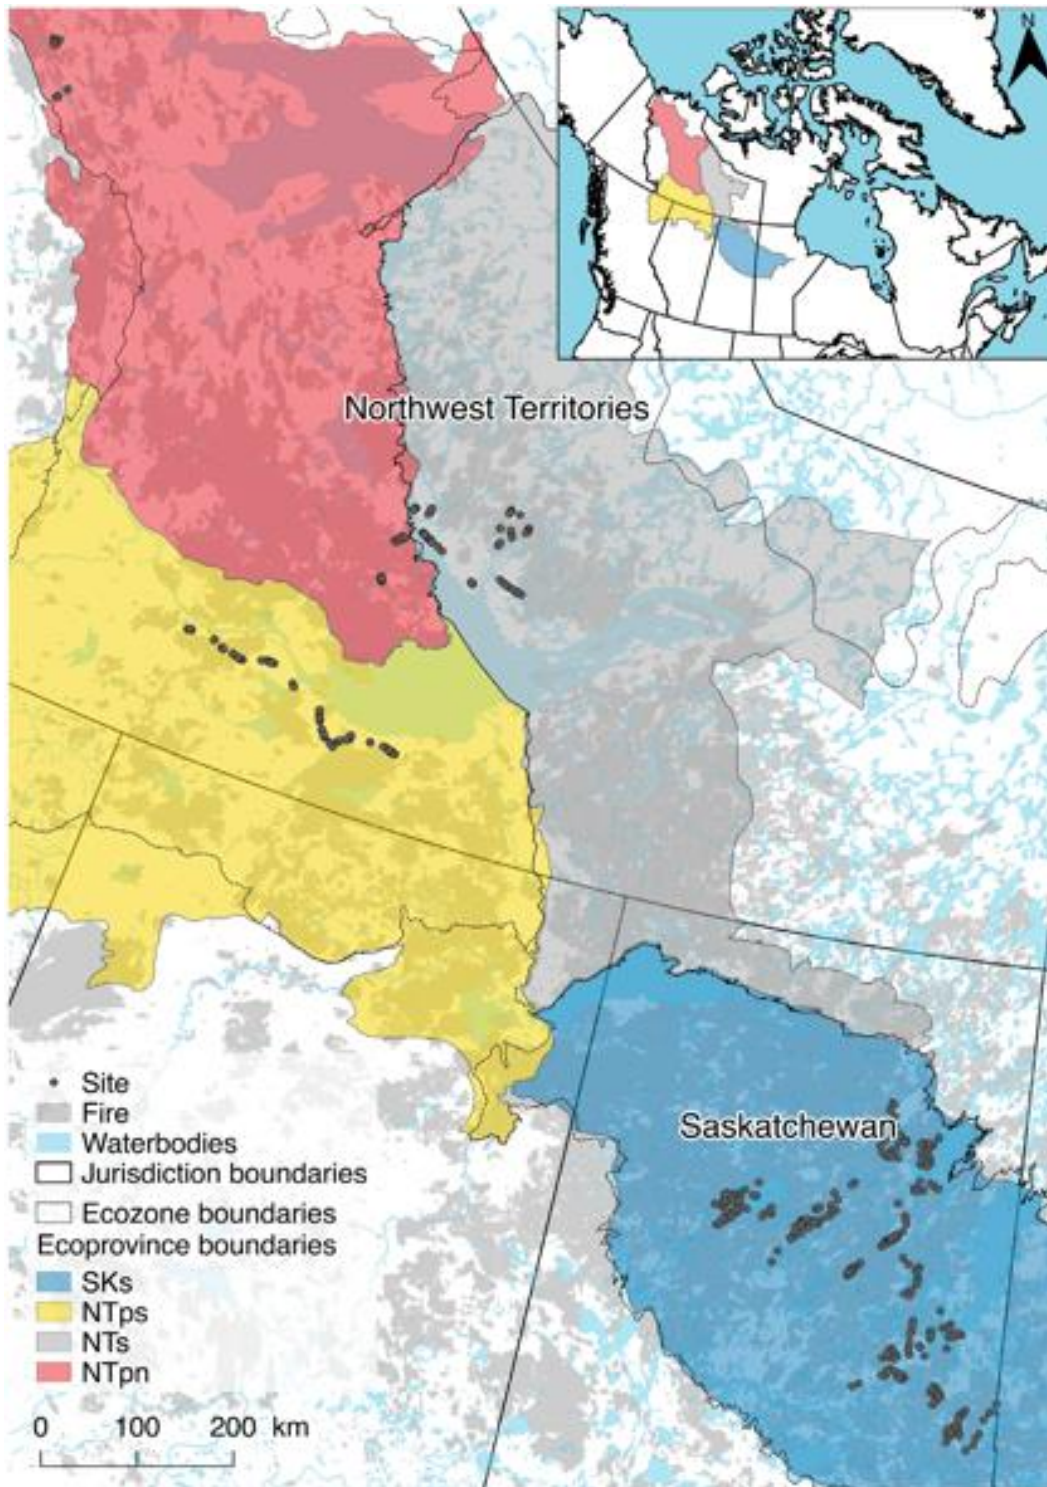 N
Northwest Territories
Saskatchewan
Site
Fire
Waterbodies
Jurisdiction boundaries
Ecozone boundaries
Ecoprovince boundaries
SKs
NTps
NTs
NTpn
0 100 200 km